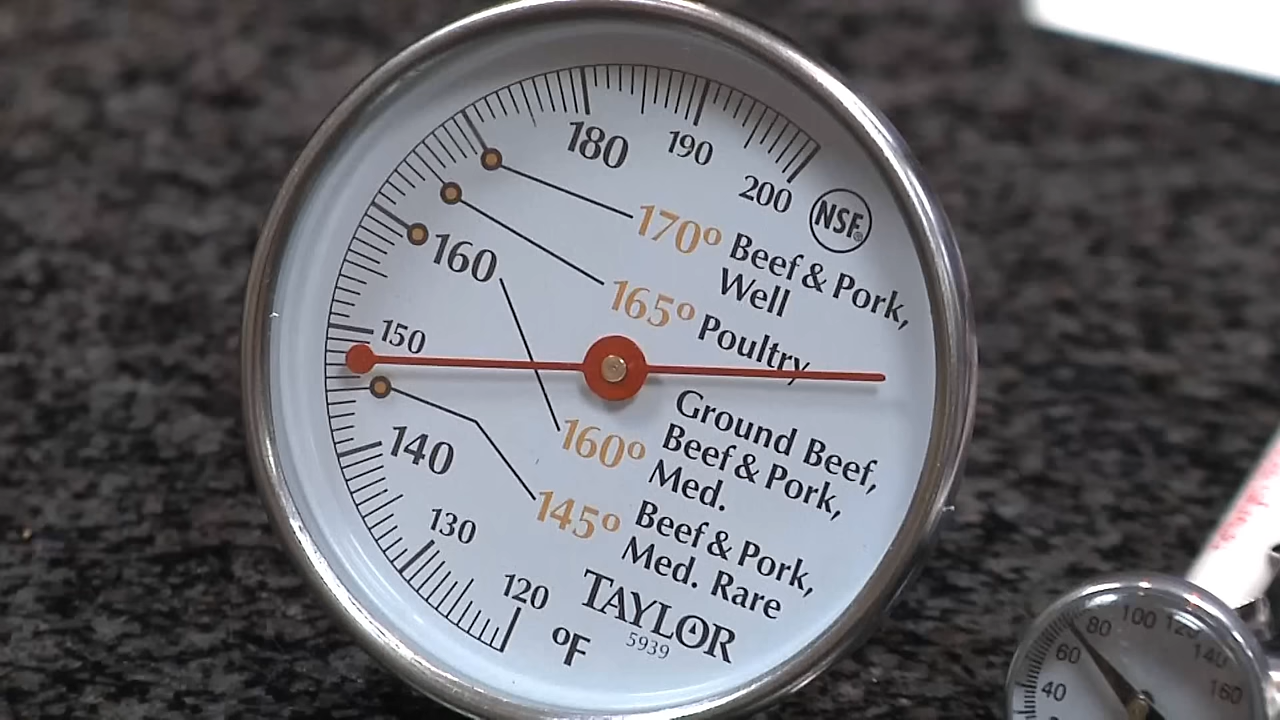 180
190
200
NSF
®
170° Beef & Pork,
Well
160
165° Poultry
150
Ground Beef,
160° Beef & Pork,
Med.
140
145° Beef & Pork,
Med. Rare
130
120
°F
TAYLOR
5939
100
120
80
140
60
160
40